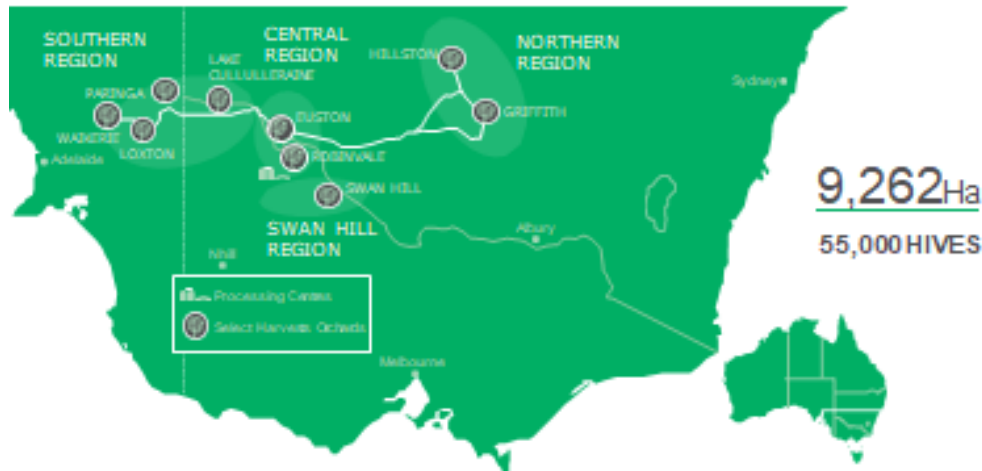 SOUTHERN
REGION
CENTRAL
REGION
NORTHERN
REGION
HILLSTON
LAKE
CULLULLERAINE
Sydney
PARINGA
GRIFFITH
EUSTON
WAIKERIE
LOXTON
ROBINVALE
Adelaide
SWAN HILL
9,262Ha
SWAN HILL
REGION
Albury
55,000 HIVES
Nhill
Processing Centres
Select Harvests Orchards
Melbourne